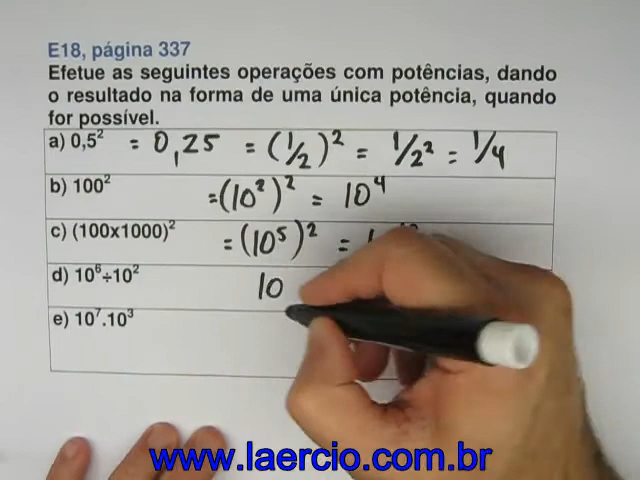 E18, página 337
Efetue as seguintes operações com potências, dando
o resultado na forma de uma única potência, quando
for possível.
a) 0,5² = 0,25 = (1/2)² = 1/2² = 1/4
b) 100² = (10²)² = 10⁴
c) (100x1000)² = (10⁵)² =
d) 10⁶÷10² 10
e) 10⁷.10³
www.laercio.com.br